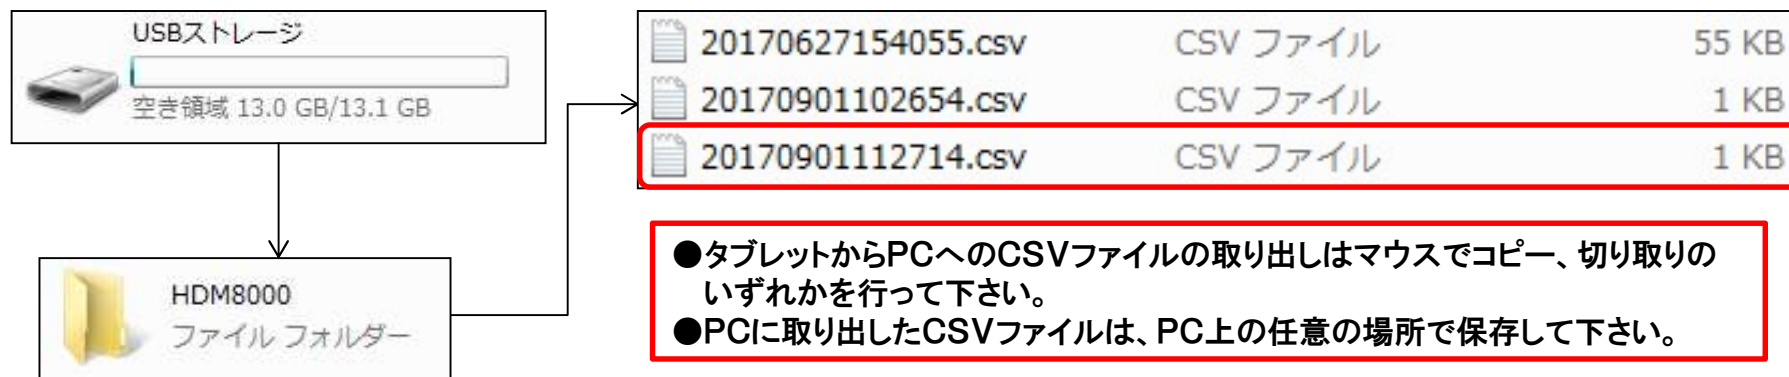 USBストレージ
空き領域 13.0 GB/13.1 GB
HDM8000
ファイル フォルダー
20170627154055.csv CSV ファイル 55 KB
20170901102654.csv CSV ファイル 1 KB
20170901112714.csv CSV ファイル 1 KB
●タブレットからPCへのCSVファイルの取り出しはマウスでコピー、切り取りの
いずれかを行って下さい。
●PCに取り出したCSVファイルは、PC上の任意の場所で保存して下さい。